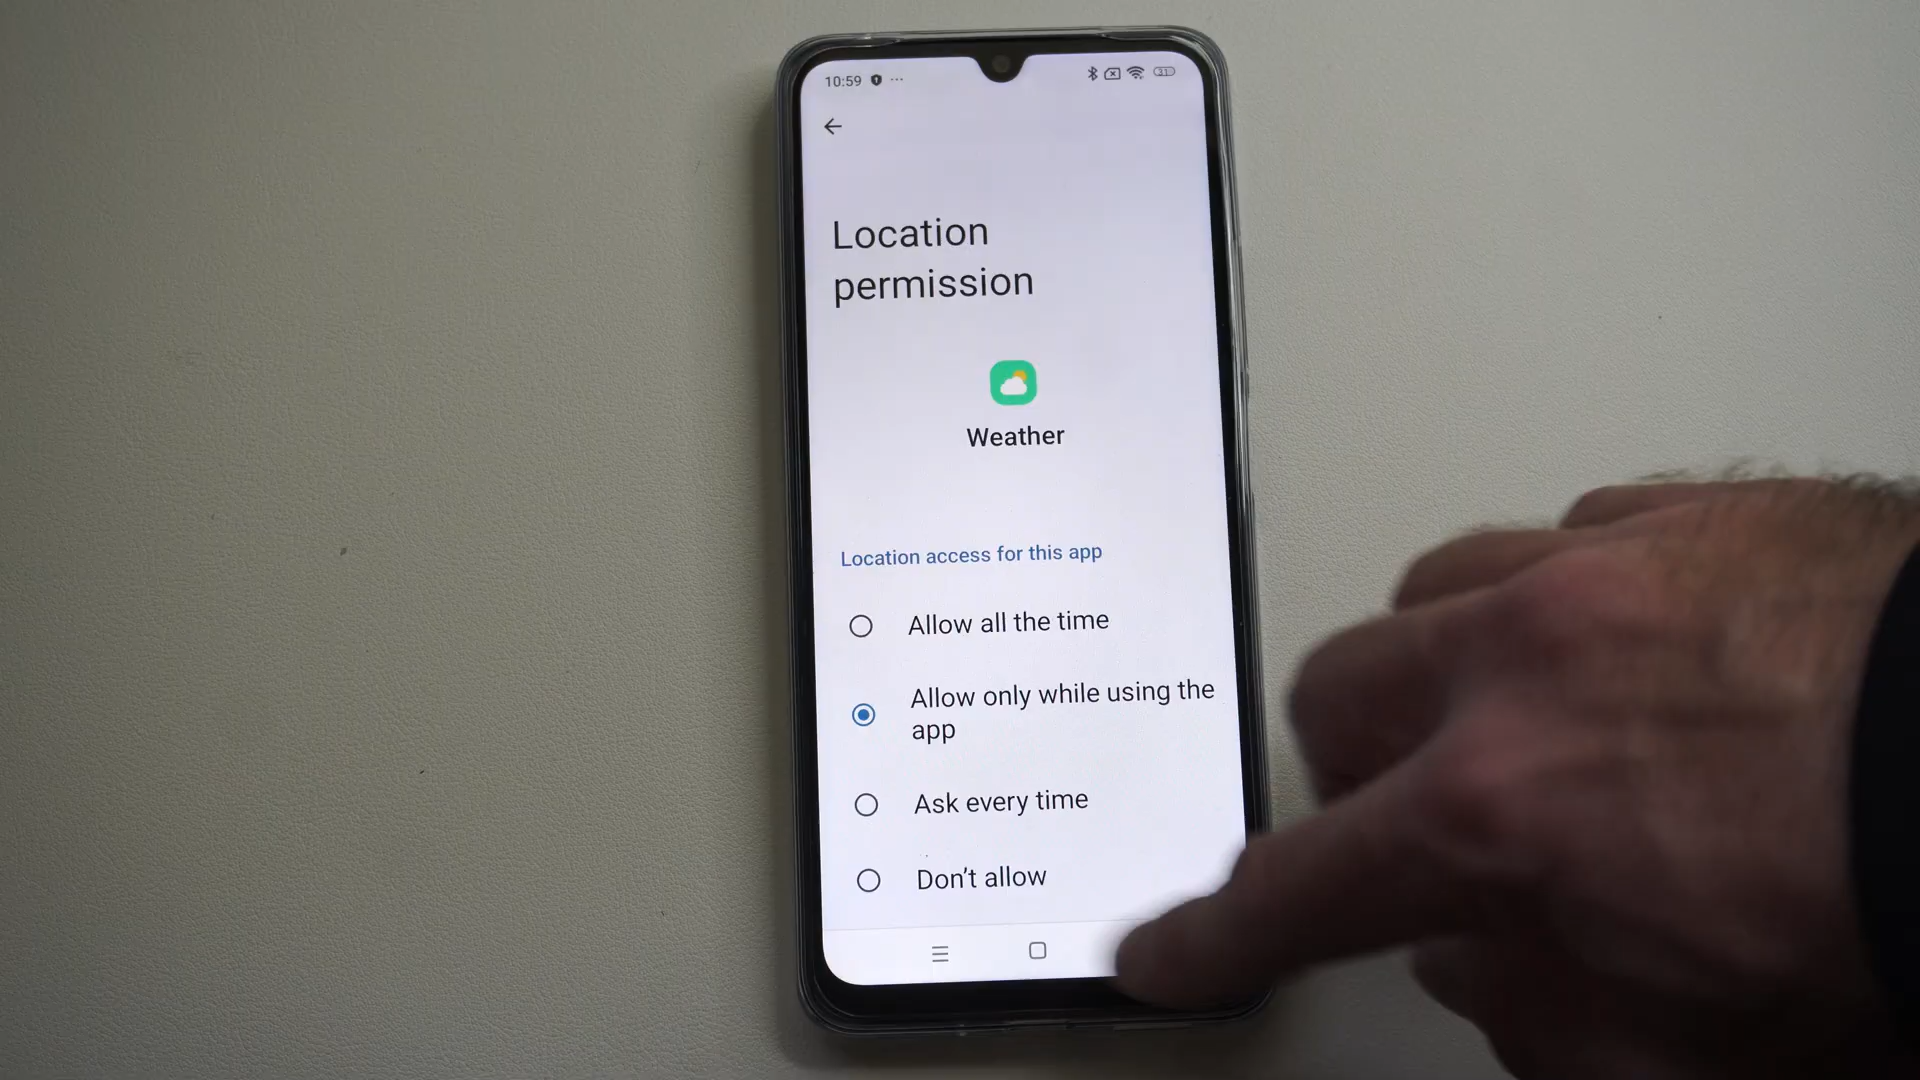 10:59
31
Location
permission
Weather
Location access for this app
Allow all the time
Allow only while using the
app
Ask every time
Don't allow